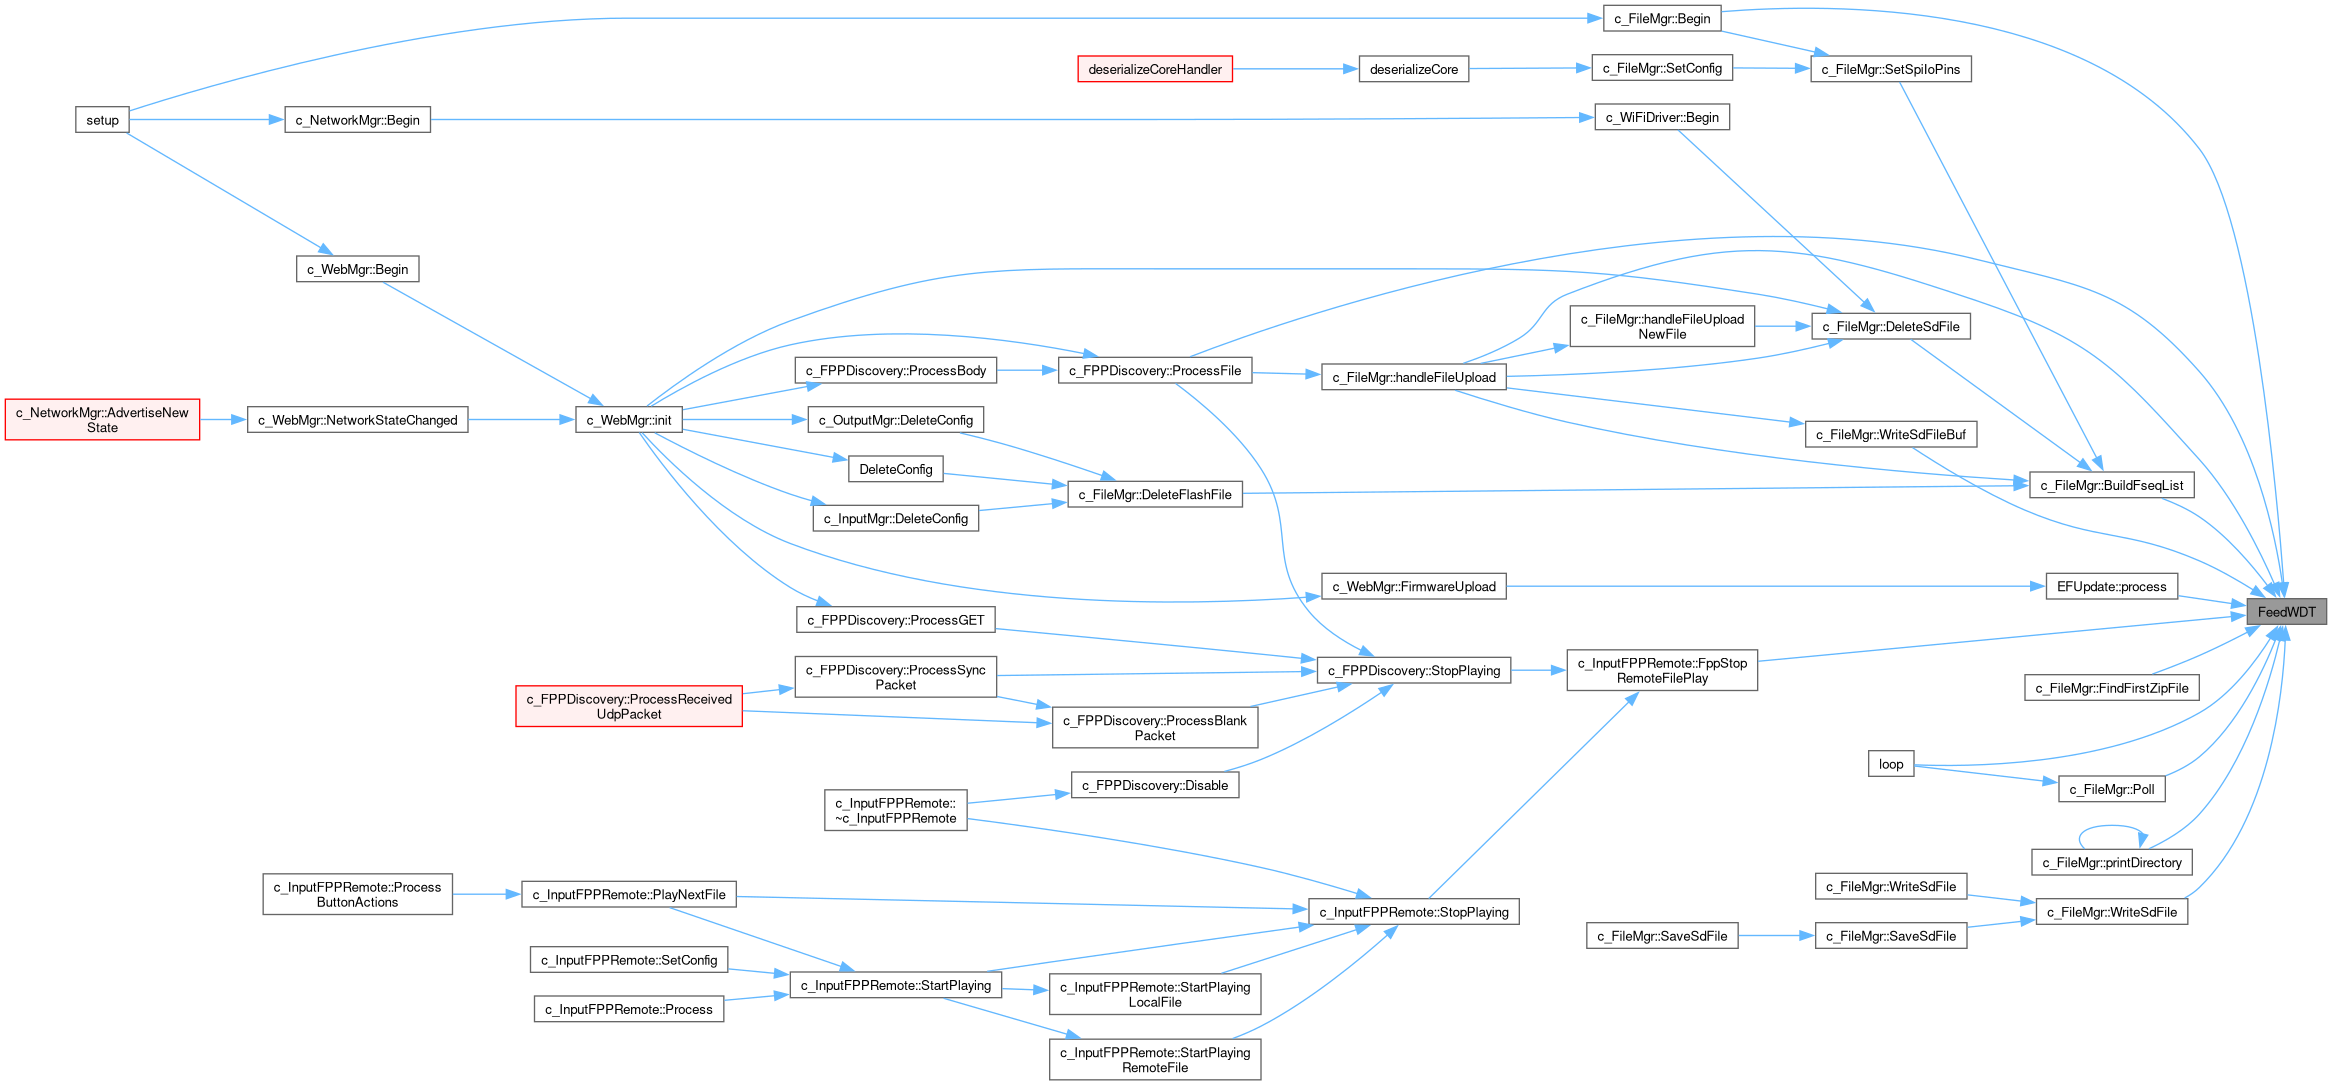 c_FileMgr::Begin
deserializeCoreHandler
deserializeCore
c_FileMgr::SetConfig
c_FileMgr::SetSpiIoPins
setup
c_NetworkMgr::Begin
c_WiFiDriver::Begin
c_WebMgr::Begin
c_FileMgr::handleFileUpload
NewFile
c_FileMgr::DeleteSdFile
c_FPPDiscovery::ProcessBody
c_FPPDiscovery::ProcessFile
c_FileMgr::handleFileUpload
c_NetworkMgr::AdvertiseNew
State
c_WebMgr::NetworkStateChanged
c_WebMgr::init
c_OutputMgr::DeleteConfig
c_FileMgr::WriteSdFileBuf
DeleteConfig
c_FileMgr::DeleteFlashFile
c_FileMgr::BuildFseqList
c_InputMgr::DeleteConfig
c_WebMgr::FirmwareUpload
EFUpdate::process
FeedWDT
c_FPPDiscovery::ProcessGET
c_FPPDiscovery::ProcessSync
Packet
c_FPPDiscovery::StopPlaying
c_InputFPPRemote::FppStop
RemoteFilePlay
c_FileMgr::FindFirstZipFile
c_FPPDiscovery::ProcessReceived
UdpPacket
c_FPPDiscovery::ProcessBlank
Packet
loop
c_FileMgr::Poll
c_FPPDiscovery::Disable
c_InputFPPRemote::
~c_InputFPPRemote
c_FileMgr::printDirectory
c_InputFPPRemote::Process
ButtonActions
c_InputFPPRemote::PlayNextFile
c_InputFPPRemote::StopPlaying
c_FileMgr::WriteSdFile
c_FileMgr::WriteSdFile
c_FileMgr::SaveSdFile
c_FileMgr::SaveSdFile
c_InputFPPRemote::SetConfig
c_InputFPPRemote::StartPlaying
c_InputFPPRemote::StartPlaying
LocalFile
c_InputFPPRemote::Process
c_InputFPPRemote::StartPlaying
RemoteFile